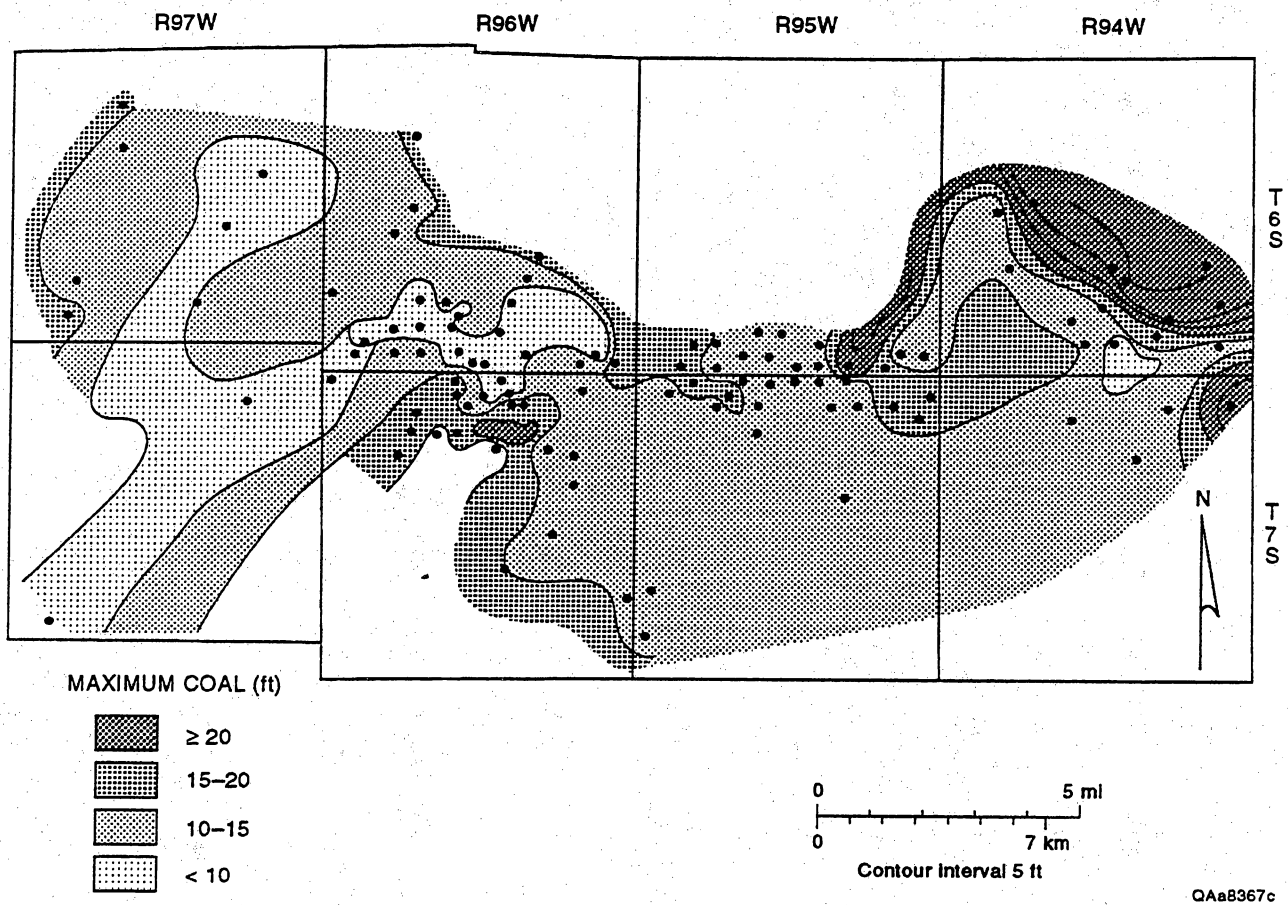 R97W R96W R95W R94W
T
6
S
N
T
7
S
MAXIMUM COAL (ft)
≥ 20
15–20
10–15
< 10
0 5 mi
0 7 km
Contour Interval 5 ft
QAa8367c